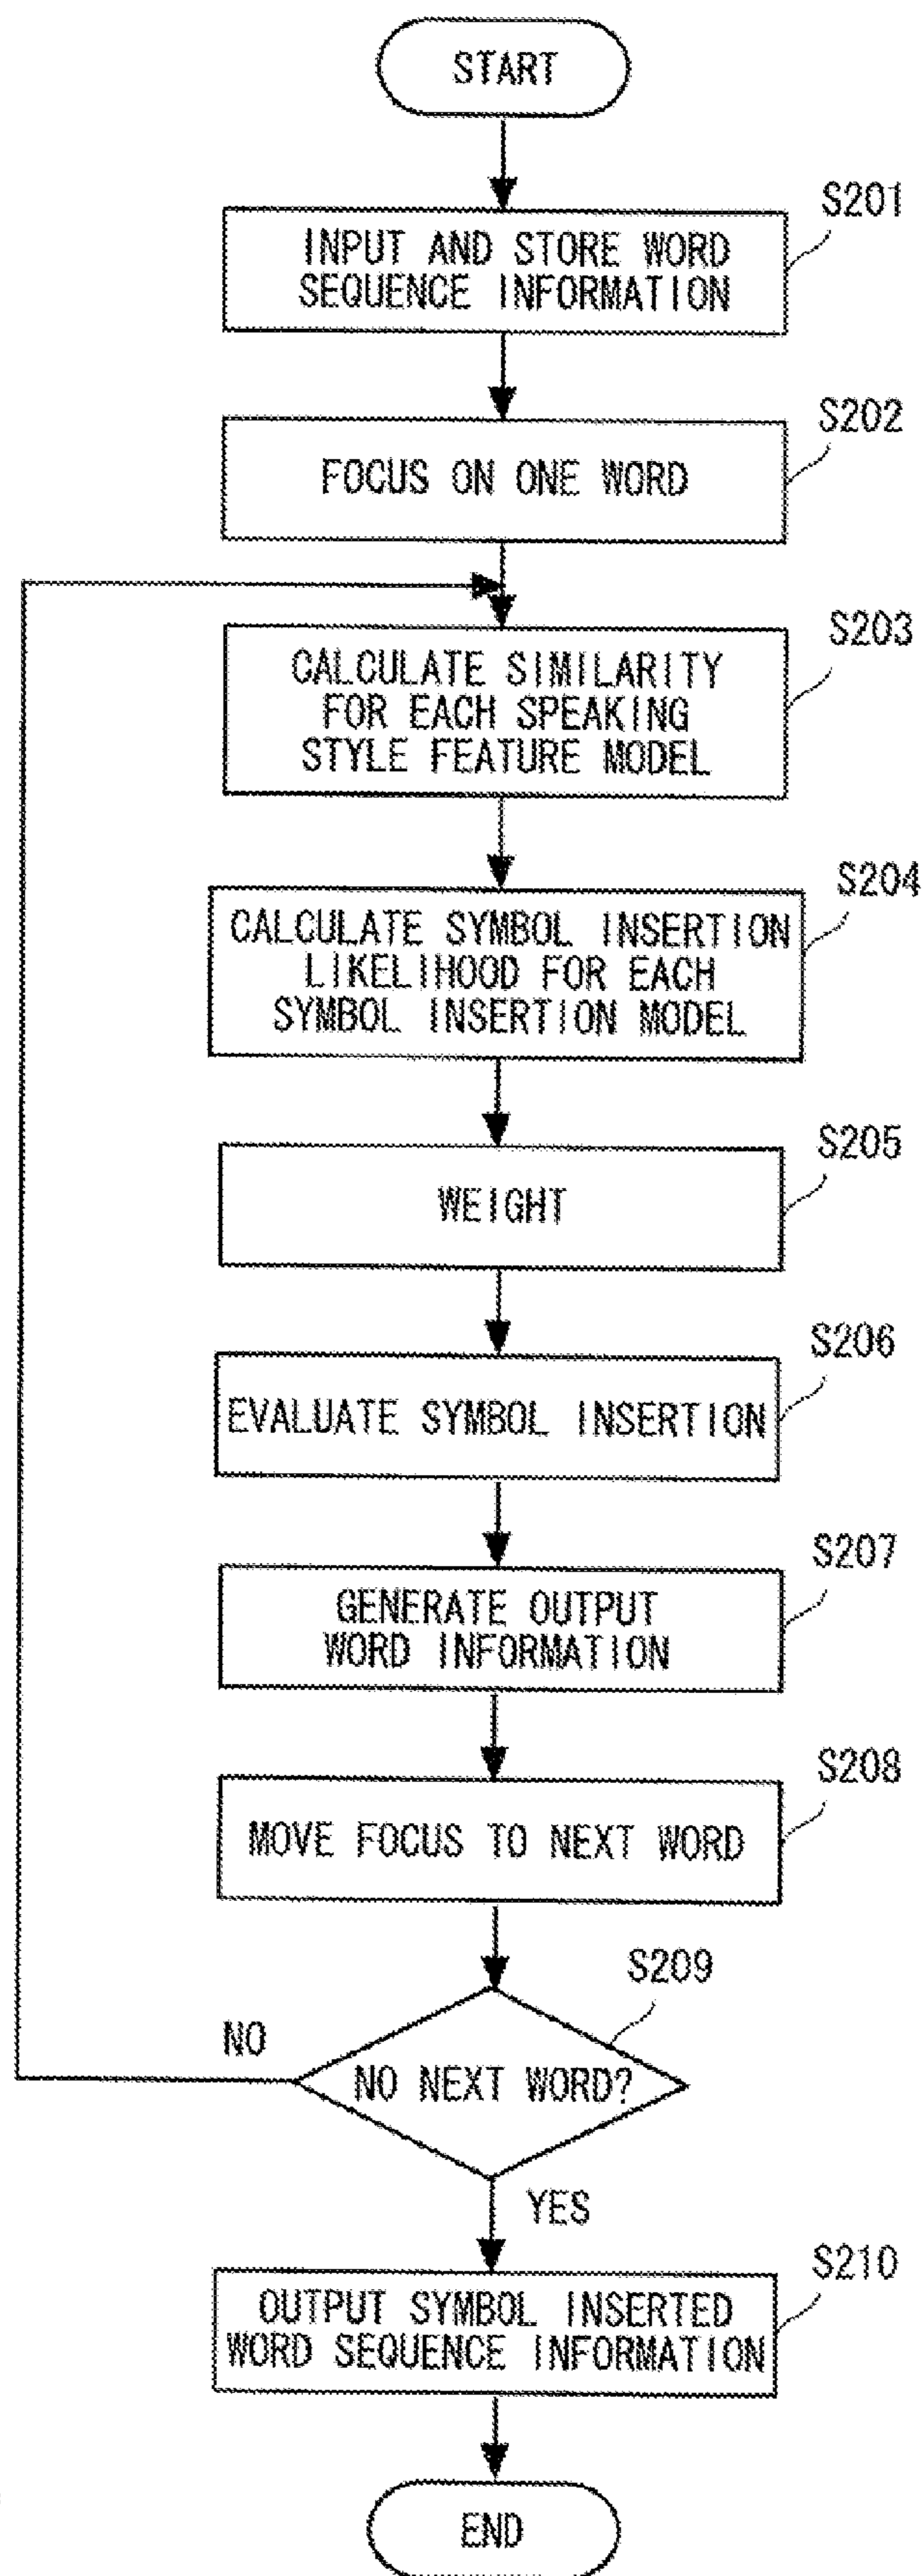 START
S201
INPUT AND STORE WORD
SEQUENCE INFORMATION
S202
FOCUS ON ONE WORD
S203
CALCULATE SIMILARITY
FOR EACH SPEAKING
STYLE FEATURE MODEL
S204
CALCULATE SYMBOL INSERTION
LIKELIHOOD FOR EACH
SYMBOL INSERTION MODEL
S205
WEIGHT
S206
EVALUATE SYMBOL INSERTION
S207
GENERATE OUTPUT
WORD INFORMATION
S208
MOVE FOCUS TO NEXT WORD
S209
NO
NO NEXT WORD?
YES
S210
OUTPUT SYMBOL INSERTED
WORD SEQUENCE INFORMATION
END